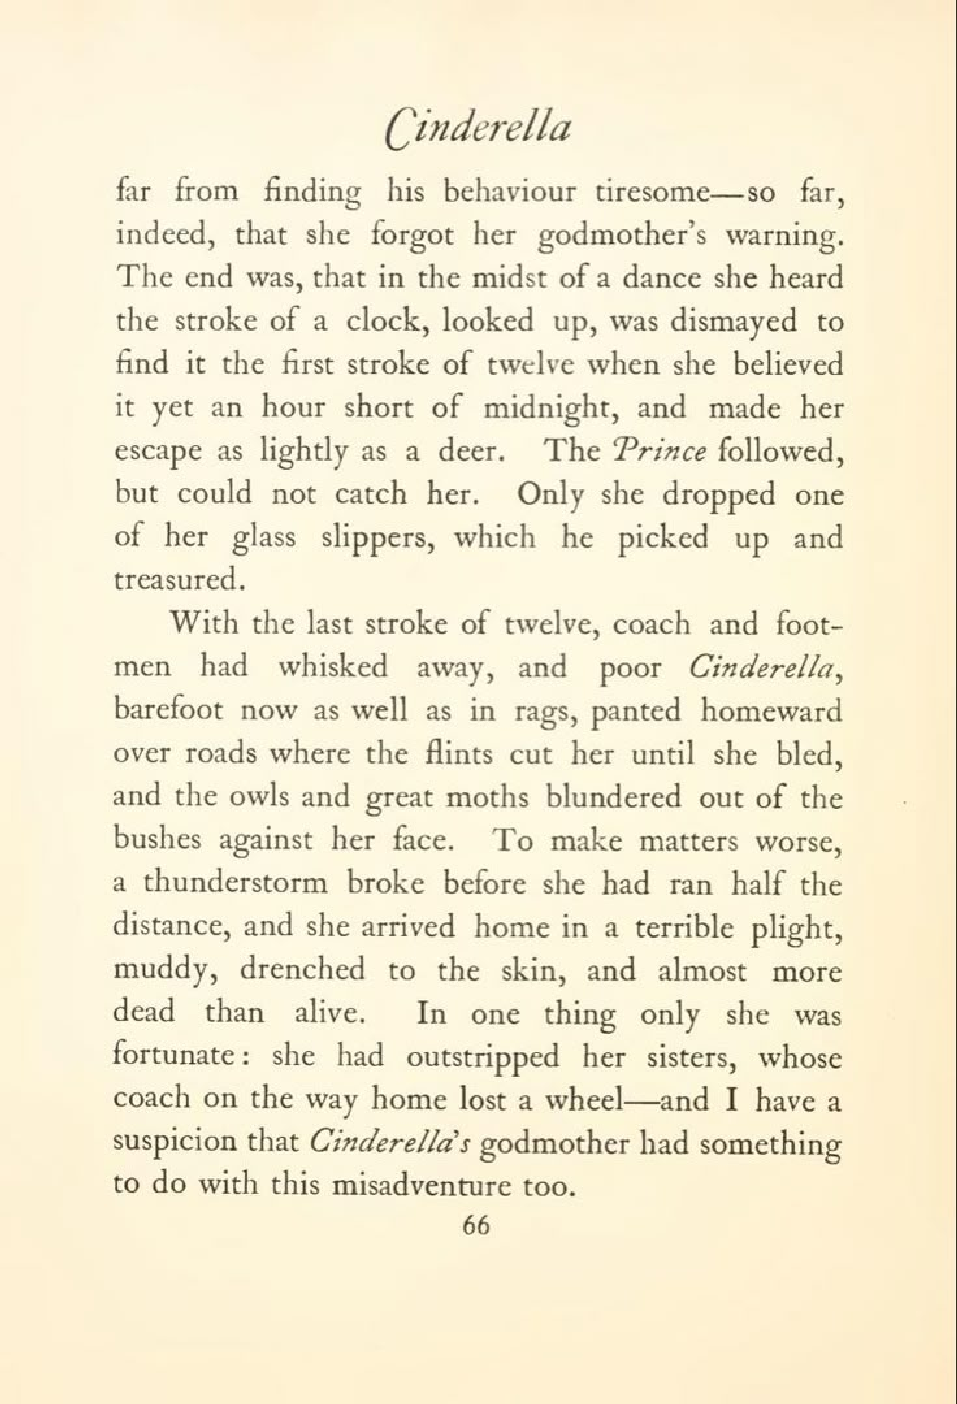 Cinderella
far from finding his behaviour tiresome—so far,
indeed, that she forgot her godmother's warning.
The end was, that in the midst of a dance she heard
the stroke of a clock, looked up, was dismayed to
find it the first stroke of twelve when she believed
it yet an hour short of midnight, and made her
escape as lightly as a deer. The Prince followed,
but could not catch her. Only she dropped one
of her glass slippers, which he picked up and
treasured.
With the last stroke of twelve, coach and foot-
men had whisked away, and poor Cinderella,
barefoot now as well as in rags, panted homeward
over roads where the flints cut her until she bled,
and the owls and great moths blundered out of the
bushes against her face. To make matters worse,
a thunderstorm broke before she had ran half the
distance, and she arrived home in a terrible plight,
muddy, drenched to the skin, and almost more
dead than alive. In one thing only she was
fortunate: she had outstripped her sisters, whose
coach on the way home lost a wheel—and I have a
suspicion that Cinderella's godmother had something
to do with this misadventure too.
66